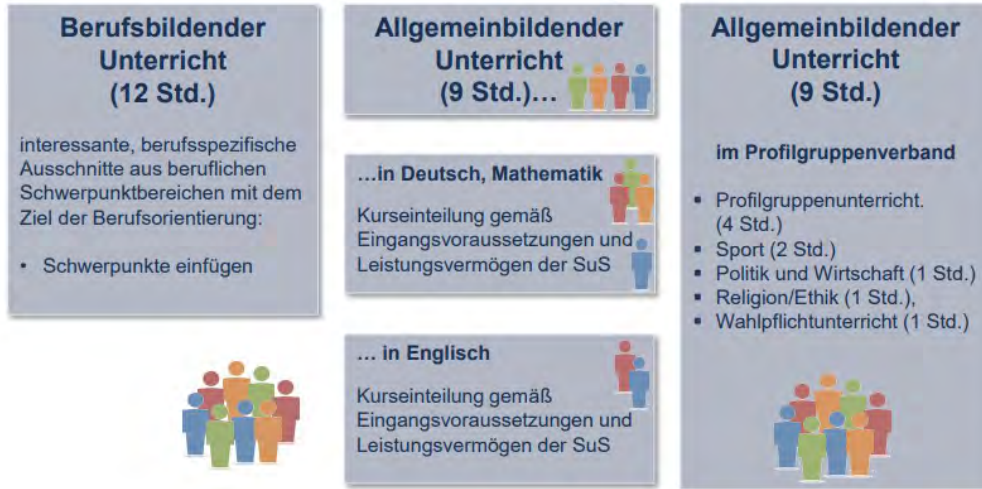 Berufsbildender
Unterricht
(12 Std.)
interessante, berufsspezifische
Ausschnitte aus beruflichen
Schwerpunktbereichen mit dem
Ziel der Berufsorientierung:
• Schwerpunkte einfügen
Allgemeinbildender
Unterricht
(9 Std.)…
…in Deutsch, Mathematik
Kurseinteilung gemäß
Eingangsvoraussetzungen und
Leistungsvermögen der SuS
… in Englisch
Kurseinteilung gemäß
Eingangsvoraussetzungen und
Leistungsvermögen der SuS
Allgemeinbildender
Unterricht
(9 Std.)
im Profilgruppenverband
▪ Profilgruppenunterricht.
(4 Std.)
▪ Sport (2 Std.)
▪ Politik und Wirtschaft (1 Std.)
▪ Religion/Ethik (1 Std.),
▪ Wahlpflichtunterricht (1 Std.)